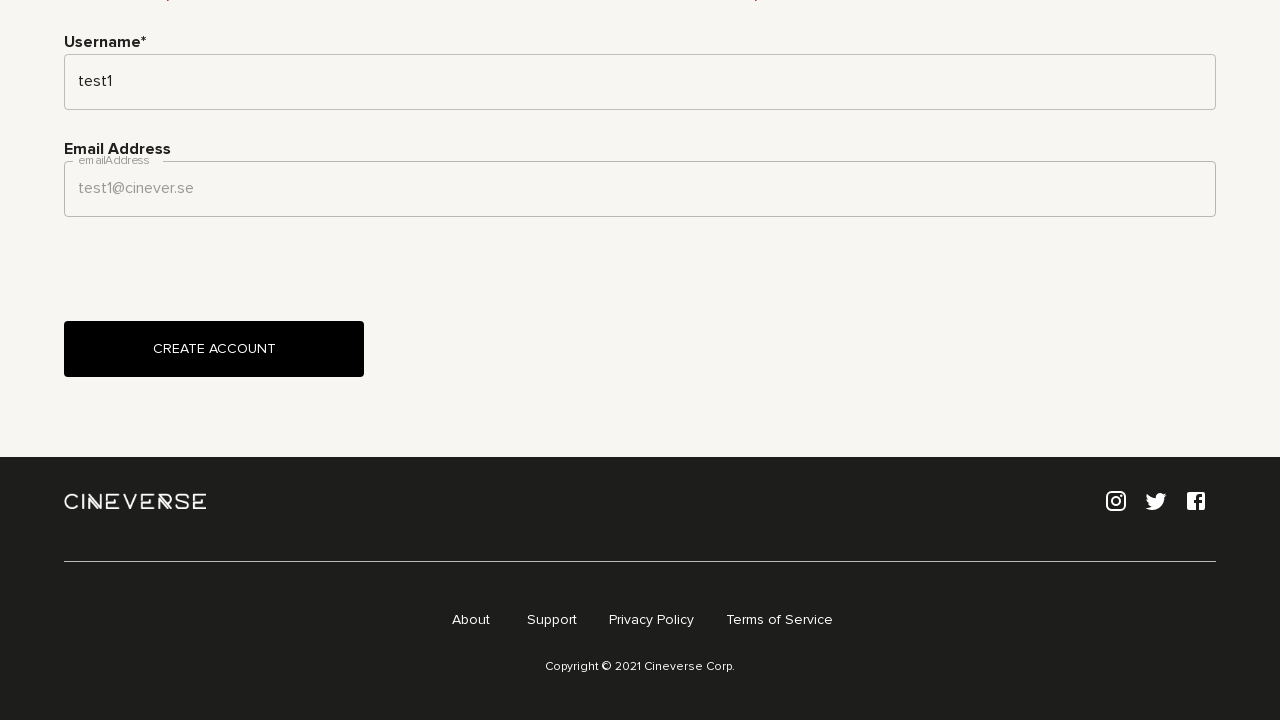 Username*
test1
Email Address
emailAddress
test1@cinever.se
CREATE ACCOUNT
CINEVERSE
About Support Privacy Policy Terms of Service
Copyright © 2021 Cineverse Corp.